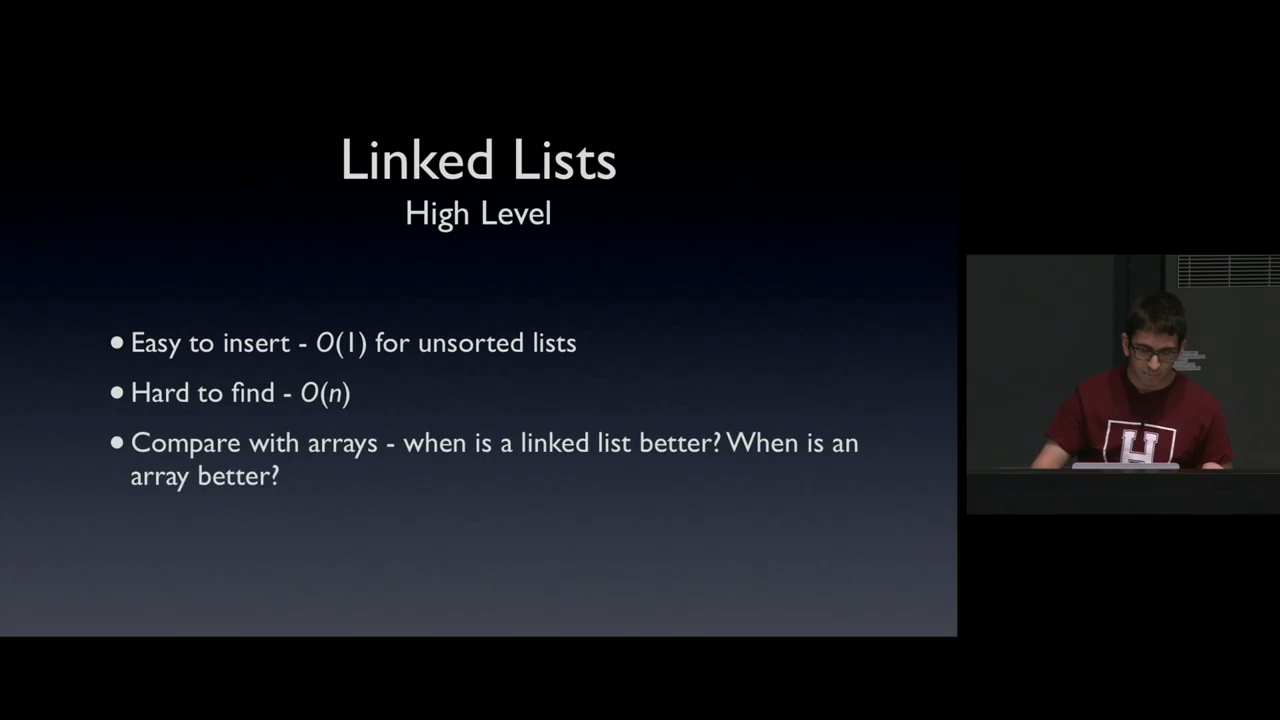 Linked Lists
High Level
● Easy to insert - O(1) for unsorted lists
● Hard to find - O(n)
● Compare with arrays - when is a linked list better? When is an
array better?
H